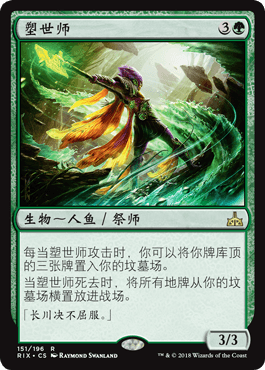 塑世师 3
生物～人鱼／祭师
每当塑世师攻击时，你可以将你牌库顶
的三张牌置入你的坟墓场。
当塑世师死去时，将所有地牌从你的坟
墓场横置放进战场。
「长川决不屈服。」
3/3
151/196 R
RIX • CS RAYMOND SWANLAND
™ & © 2018 Wizards of the Coast